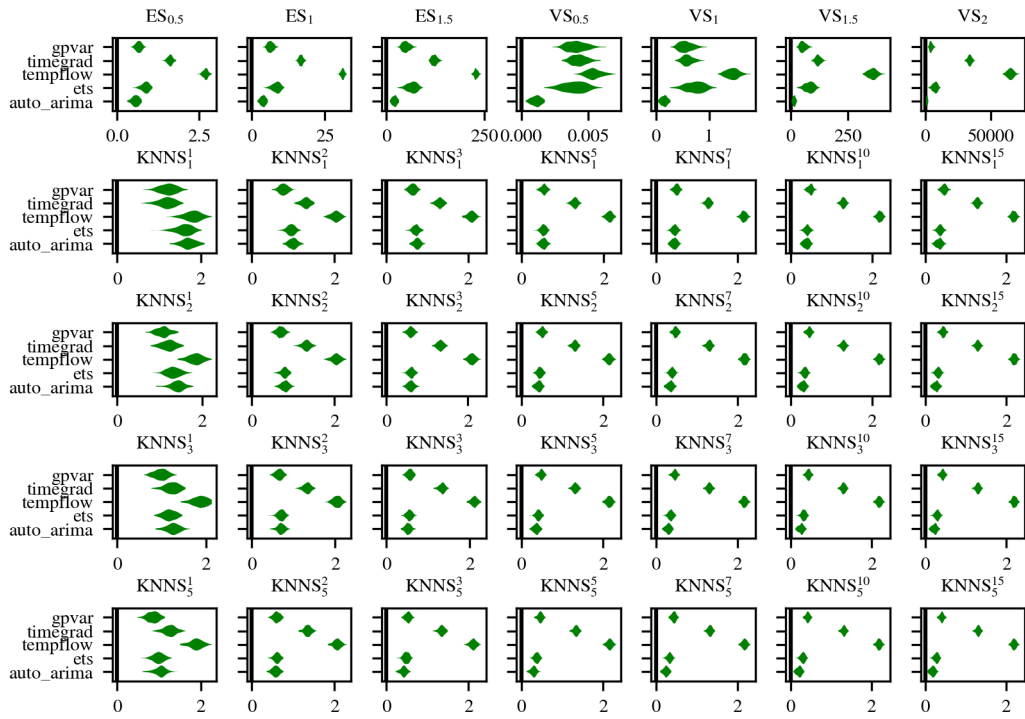 ES₀.₅ ES₁ ES₁.₅ VS₀.₅ VS₁ VS₁.₅ VS₂
gpvar
timegrad
tempflow
ets
auto_arima
0.0 2.5 0 25 0 2500 0.000 0.005 0 1 0 250 0 50000
KNNS₁¹ KNNS₁² KNNS₁³ KNNS₁⁵ KNNS₁⁷ KNNS₁¹⁰ KNNS₁¹⁵
gpvar
timegrad
tempflow
ets
auto_arima
0 2 0 2 0 2 0 2 0 2 0 2 0 2
KNNS₂¹ KNNS₂² KNNS₂³ KNNS₂⁵ KNNS₂⁷ KNNS₂¹⁰ KNNS₂¹⁵
gpvar
timegrad
tempflow
ets
auto_arima
0 2 0 2 0 2 0 2 0 2 0 2 0 2
KNNS₃¹ KNNS₃² KNNS₃³ KNNS₃⁵ KNNS₃⁷ KNNS₃¹⁰ KNNS₃¹⁵
gpvar
timegrad
tempflow
ets
auto_arima
0 2 0 2 0 2 0 2 0 2 0 2 0 2
KNNS₅¹ KNNS₅² KNNS₅³ KNNS₅⁵ KNNS₅⁷ KNNS₅¹⁰ KNNS₅¹⁵
gpvar
timegrad
tempflow
ets
auto_arima
0 2 0 2 0 2 0 2 0 2 0 2 0 2